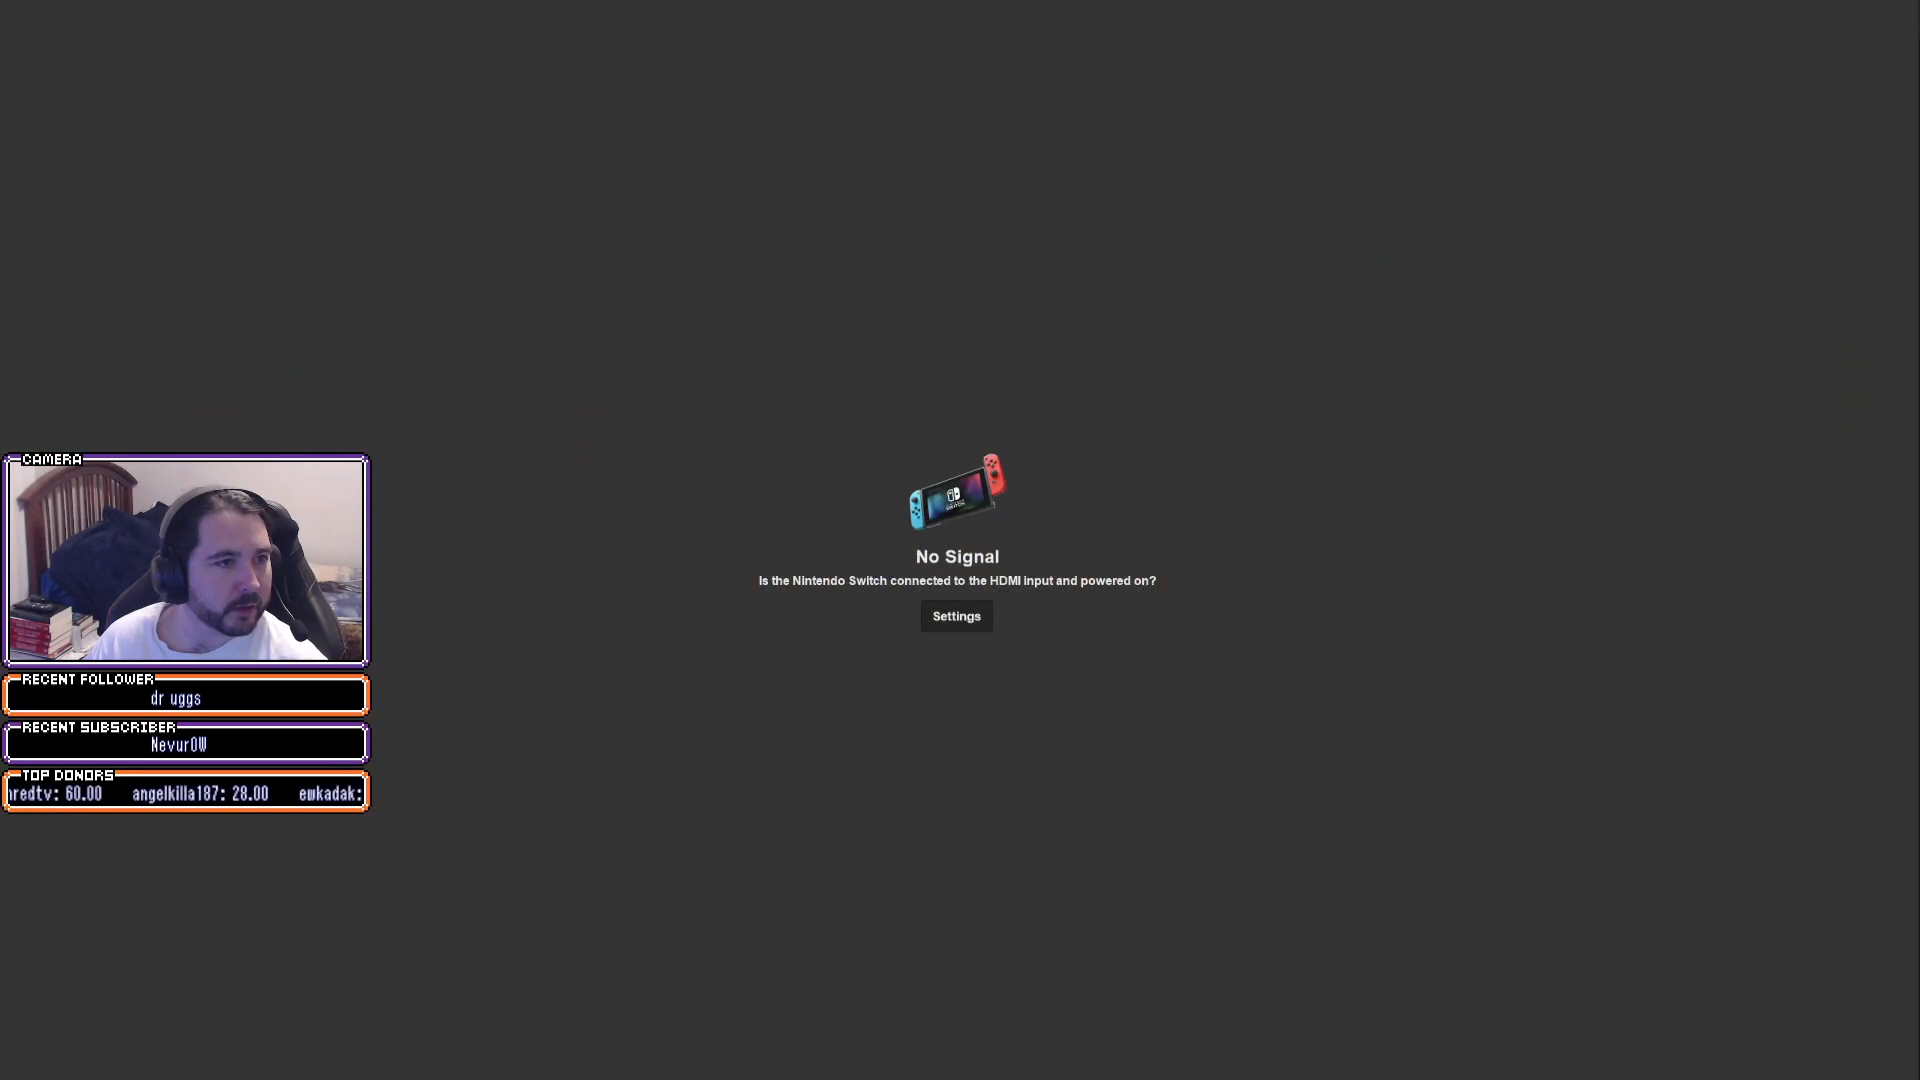 CAMERA
No Signal
Is the Nintendo Switch connected to the HDMI input and powered on?
Settings
RECENT FOLLOWER
dr uggs
RECENT SUBSCRIBER
NevurOW
TOP DONORS
redtv: 60.00 angelkilla187: 28.00 ewkadak: